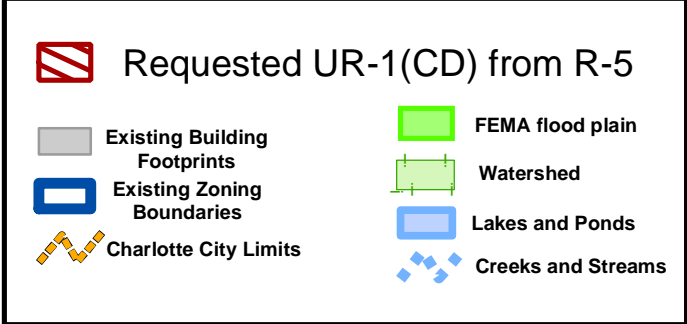 Requested UR-1(CD) from R-5
Existing Building
Footprints
Existing Zoning
Boundaries
Charlotte City Limits
FEMA flood plain
Watershed
Lakes and Ponds
Creeks and Streams